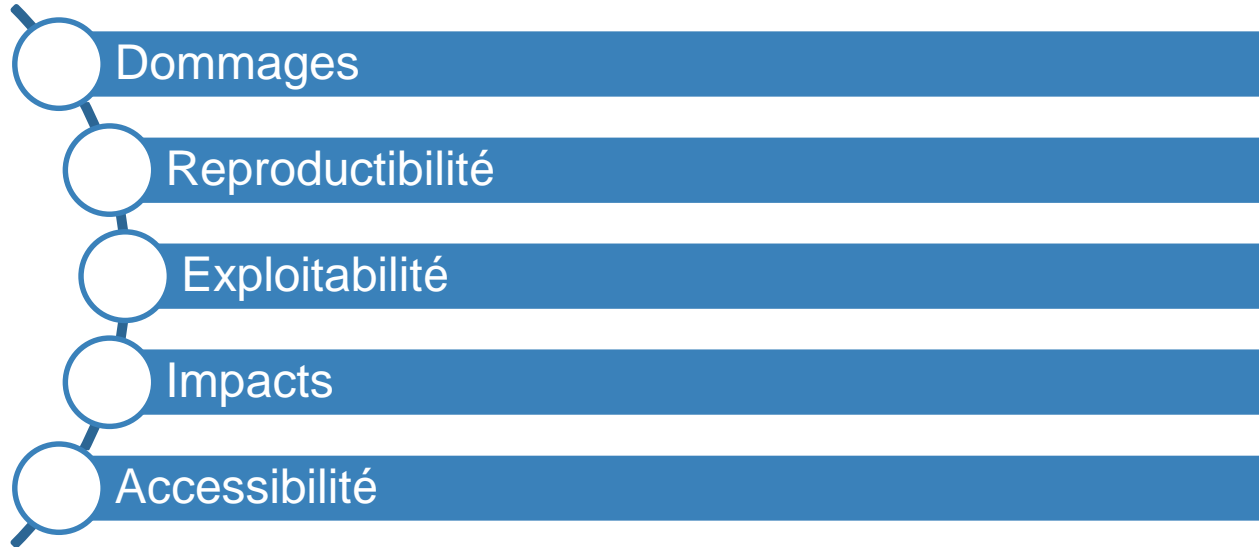 Dommages
Reproductibilité
Exploitabilité
Impacts
Accessibilité